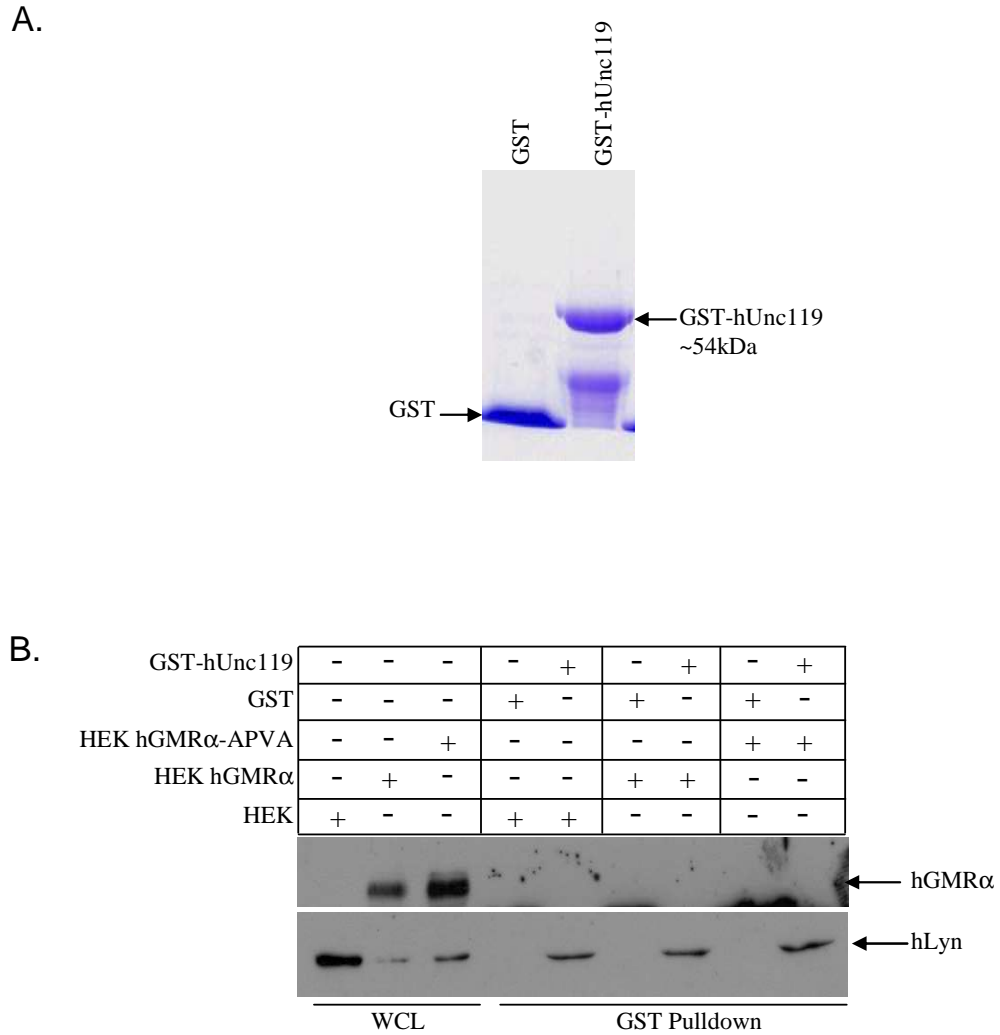 A.
GST
GST-hUnc119
GST-hUnc119
~54kDa
GST
B.
GST-hUnc119 - - - - + - + - +
GST - - - + - + - + -
HEK hGMRα-APVA - - + - - - - + +
HEK hGMRα - + - - - + + - -
HEK + - - + + - - - -
hGMRα
hLyn
WCL
GST Pulldown